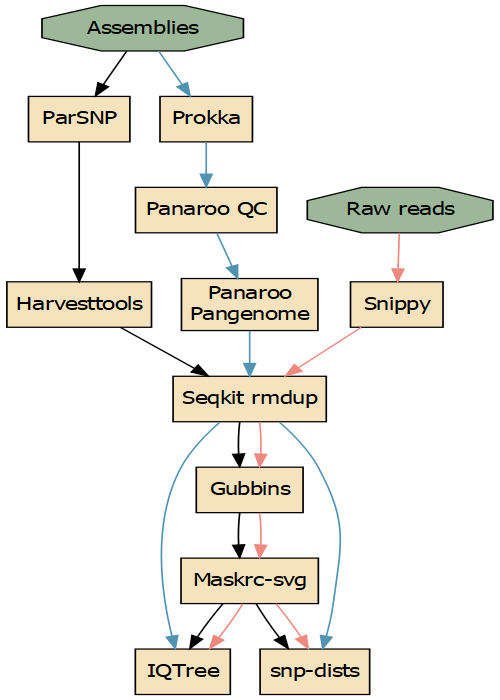 Assemblies
ParSNP
Prokka
Panaroo QC
Raw reads
Harvesttools
Panaroo
Pangenome
Snippy
Seqkit rmdup
Gubbins
Maskrc-svg
IQTree
snp-dists